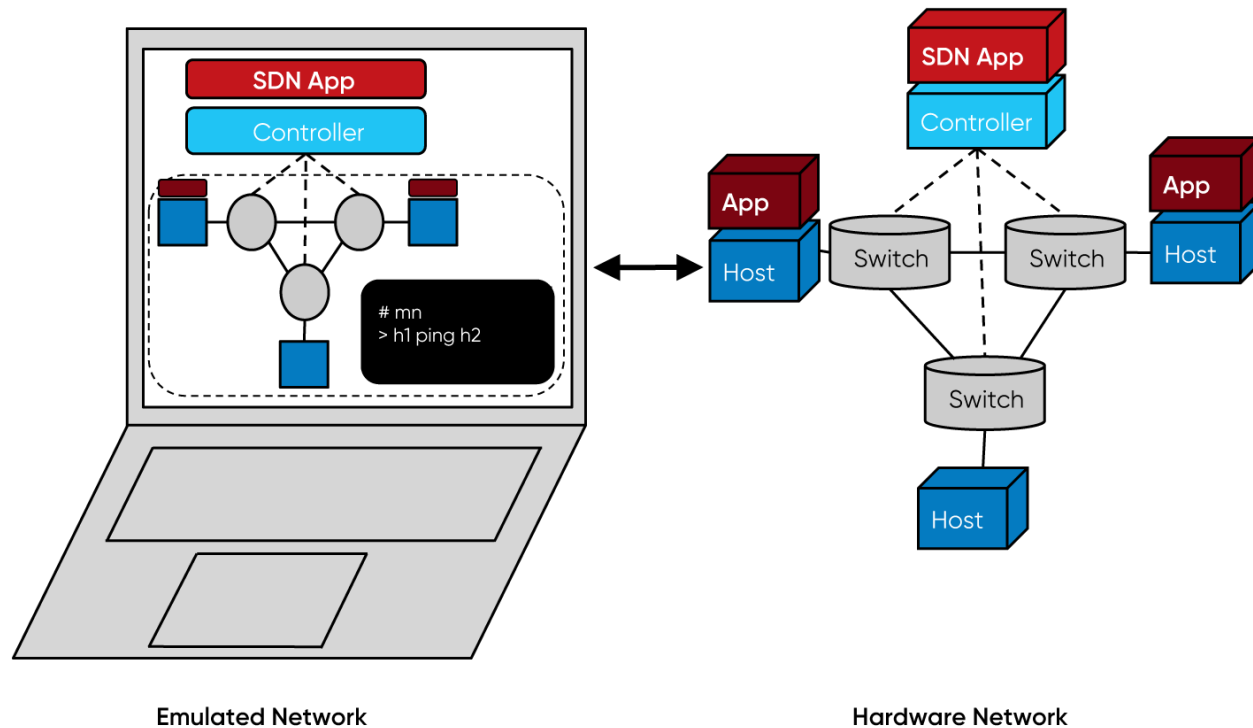 SDN App
Controller
# mn
> h1 ping h2
Emulated Network
SDN App
Controller
App
Host
Switch
Switch
App
Host
Switch
Host
Hardware Network